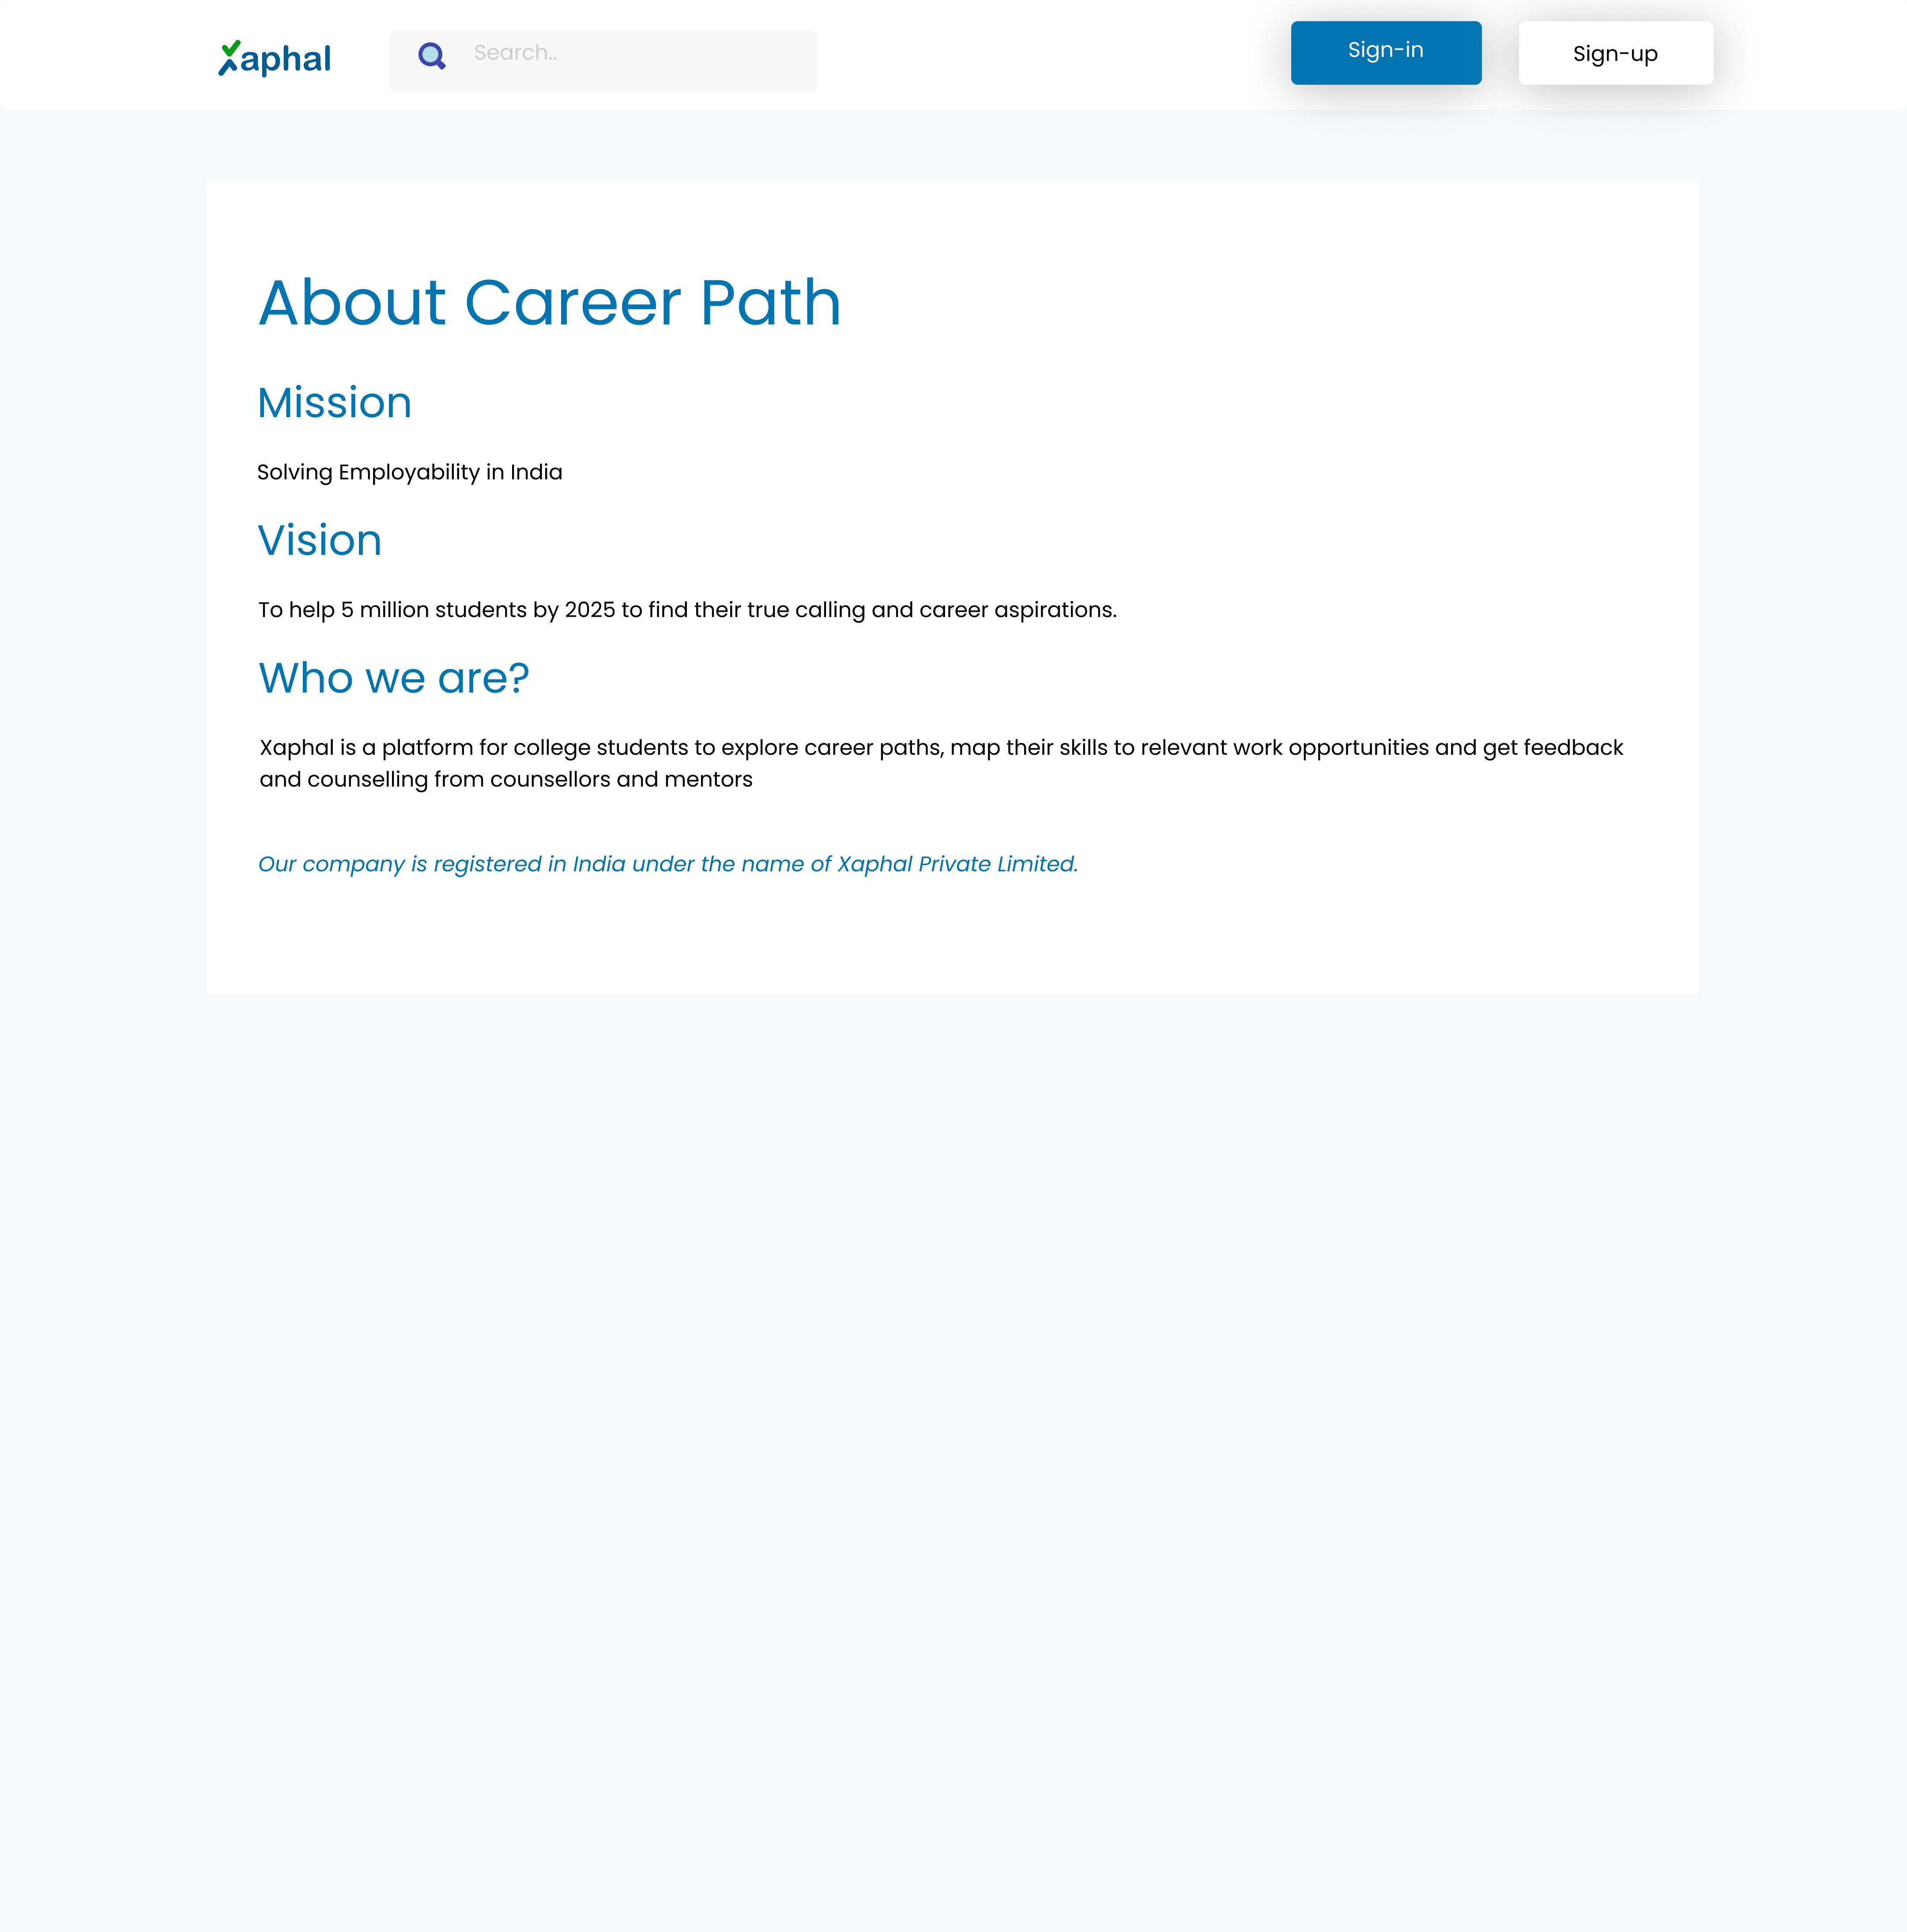 Xaphal
Search..
Sign-in
Sign-up
About Career Path
Mission
Solving Employability in India
Vision
To help 5 million students by 2025 to find their true calling and career aspirations.
Who we are?
Xaphal is a platform for college students to explore career paths, map their skills to relevant work opportunities and get feedback
and counselling from counsellors and mentors
Our company is registered in India under the name of Xaphal Private Limited.